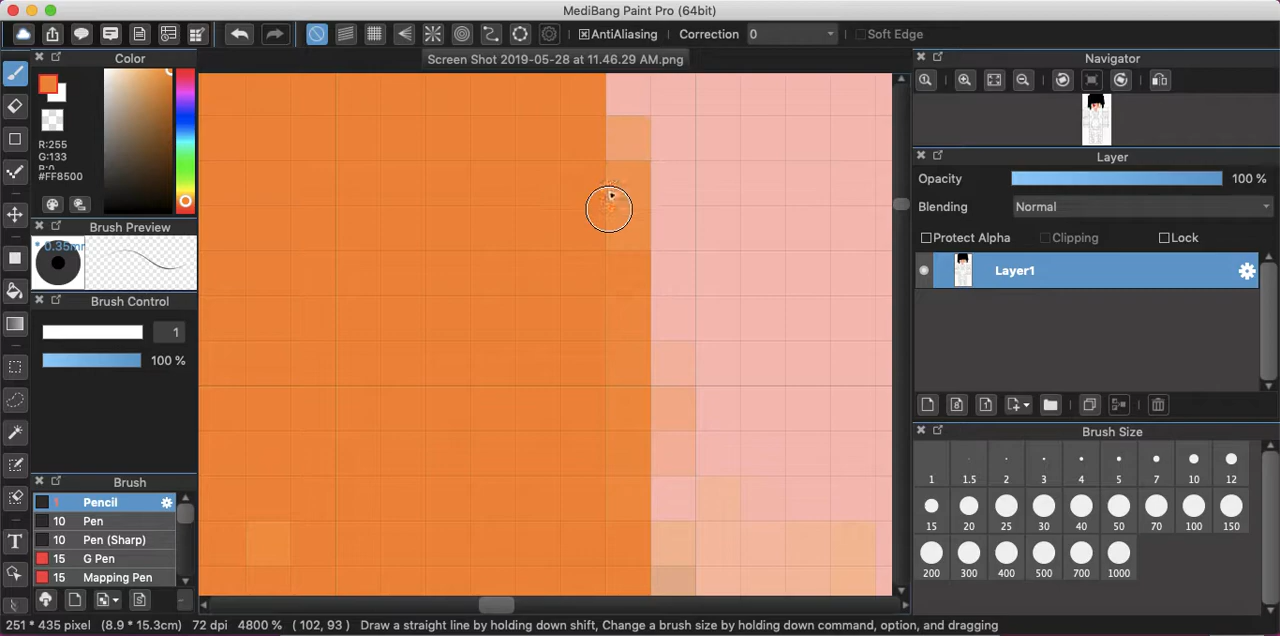 MediBang Paint Pro (64bit)
AntiAliasing
Correction
0
Soft Edge
Color
Screen Shot 2019-05-28 at 11.46.29 AM.png
Navigator
R:255
G:133
B:0
#FF8500
Layer
Opacity
100 %
Blending
Normal
Protect Alpha
Clipping
Lock
Layer1
Brush Preview
* 0.35mm
Brush Control
1
100 %
Brush Size
1 1.5 2 3 4 5 7 10 12
15 20 25 30 40 50 70 100 150
200 300 400 500 700 1000
Brush
1 Pencil
10 Pen
10 Pen (Sharp)
15 G Pen
15 Mapping Pen
T
251 * 435 pixel (8.9 * 15.3cm) 72 dpi 4800 % ( 102, 93 ) Draw a straight line by holding down shift, Change a brush size by holding down command, option, and dragging